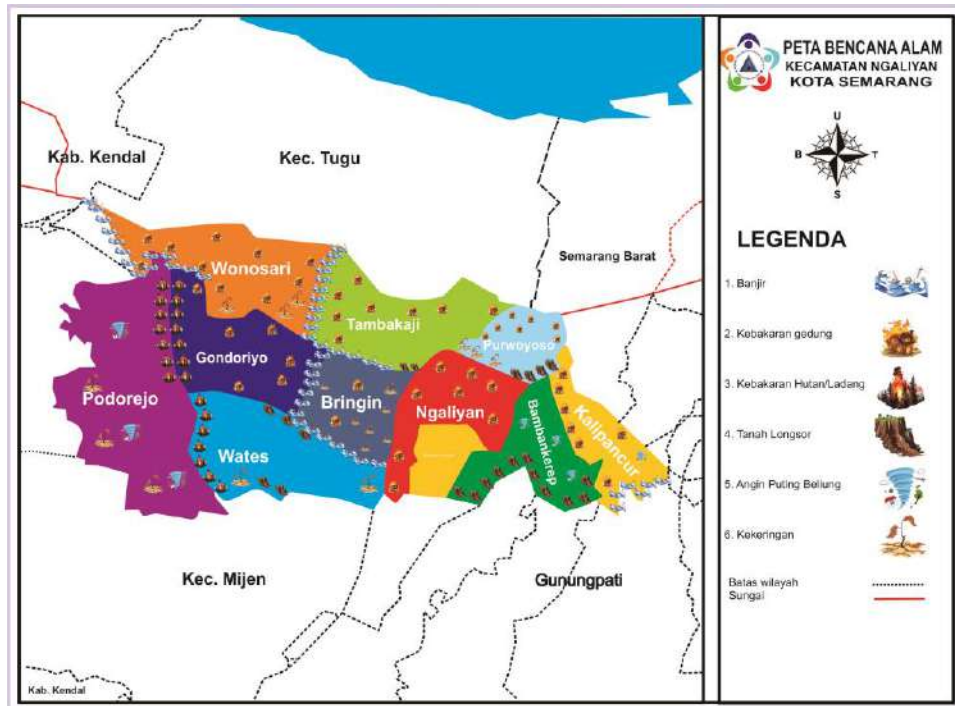 PETA BENCANA ALAM
KECAMATAN NGALIYAN
KOTA SEMARANG
U
B
T
S
LEGENDA
1. Banjir
2. Kebakaran gedung
3. Kebakaran Hutan/Ladang
4. Tanah Longsor
5. Angin Puting Beliung
6. Kekeringan
Batas wilayah
Sungai
Kab. Kendal
Kec. Tugu
Semarang Barat
Wonosari
Tambakaji
Purwoyoso
Gondoriyo
Podorejo
Bringin
Ngaliyan
Bambankerep
Kalipancur
Wates
Kec. Mijen
Gunungpati
Kab. Kendal